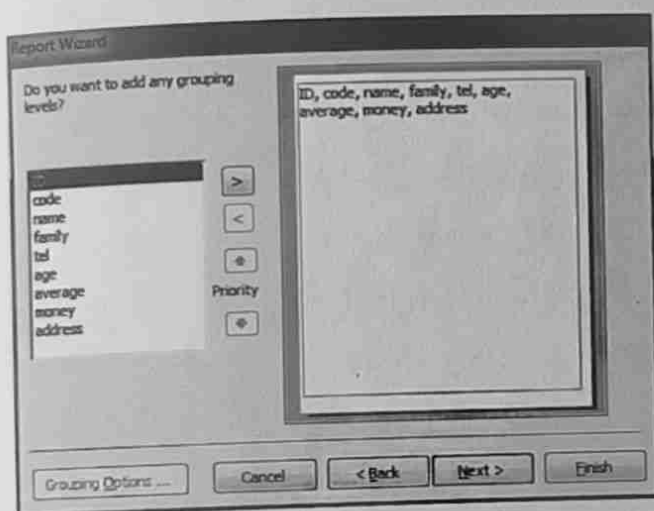 Report Wizard
Do you want to add any grouping
levels?
ID
code
name
family
tel
age
average
money
address
>
<
Priority
ID, code, name, family, tel, age,
average, money, address
Grouping Options ...
Cancel
< Back
Next >
Finish